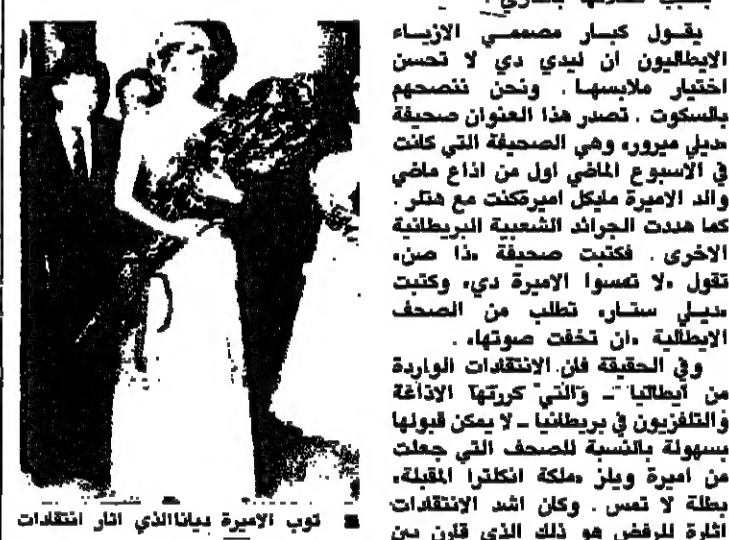 يقول كبار مصممي الازياء
الايطاليون ان ليدي دي لا تحسن
اختيار ملابسها . ونحن ننصحهم
بالسكوت . تصدر هذا العنوان صحيفة
«ديلي ميرور» وهي الصحيفة التي كانت
في الاسبوع الماضي اول من اذاع ماضي
والد الاميرة مايكل اميرةكنت مع هتلر .
كما هبت الجرائد الشعبية البريطانية
الاخرى . فكتبت صحيفة «ذا صن»
تقول «لا تمسوا الاميرة دي» وكتبت
«ديلي ستار» تطلب من الصحف
الايطالية «ان تخفت صوتها» .
وفي الحقيقة فان الانتقادات الواردة
من ايطاليا ـ والتي كررتها الاذاعة
والتلفزيون في بريطانيا ـ لا يمكن قبولها
بسهولة بالنسبة للصحف التي جعلت
من اميرة ويلز «ملكة انكلترا المقبلة»
بطلة لا تمس . وكان اشد الانتقادات
اثارة للرفض هو ذلك الذي قارن بين
■ ثوب الاميرة ديانا الذي اثار انتقادات